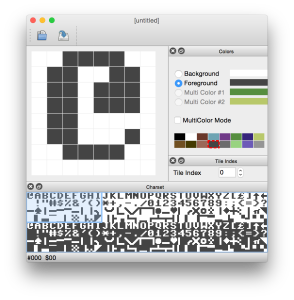 [untitled]
Colors
Background
Foreground
Multi Color #1
Multi Color #2
MultiColor Mode
Tile Index
Tile Index 0
Charset
@ABCDEFGHIJKLMNOPQRSTUVWXYZ[£]↑←
!"#$%&'()*+,-./0123456789:;<=>?
@ABCDEFGHIJKLMNOPQRSTUVWXYZ[£]↑←
!"#$%&'()*+,-./0123456789:;<=>?
#000 $00